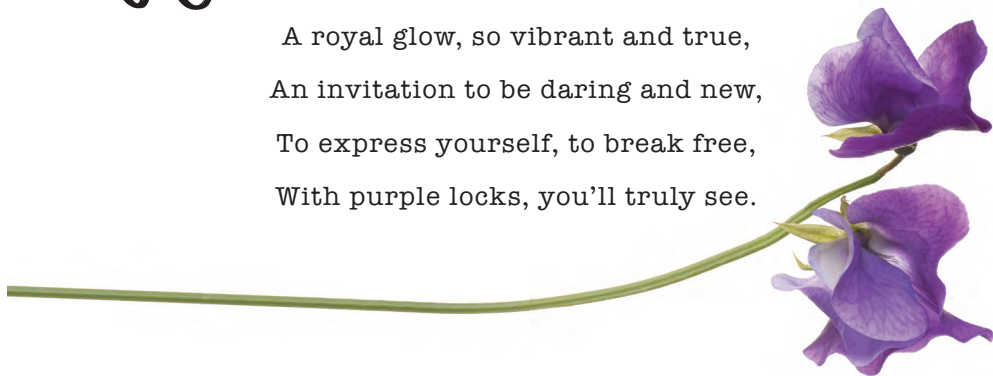 A royal glow, so vibrant and true,
An invitation to be daring and new,
To express yourself, to break free,
With purple locks, you’ll truly see.